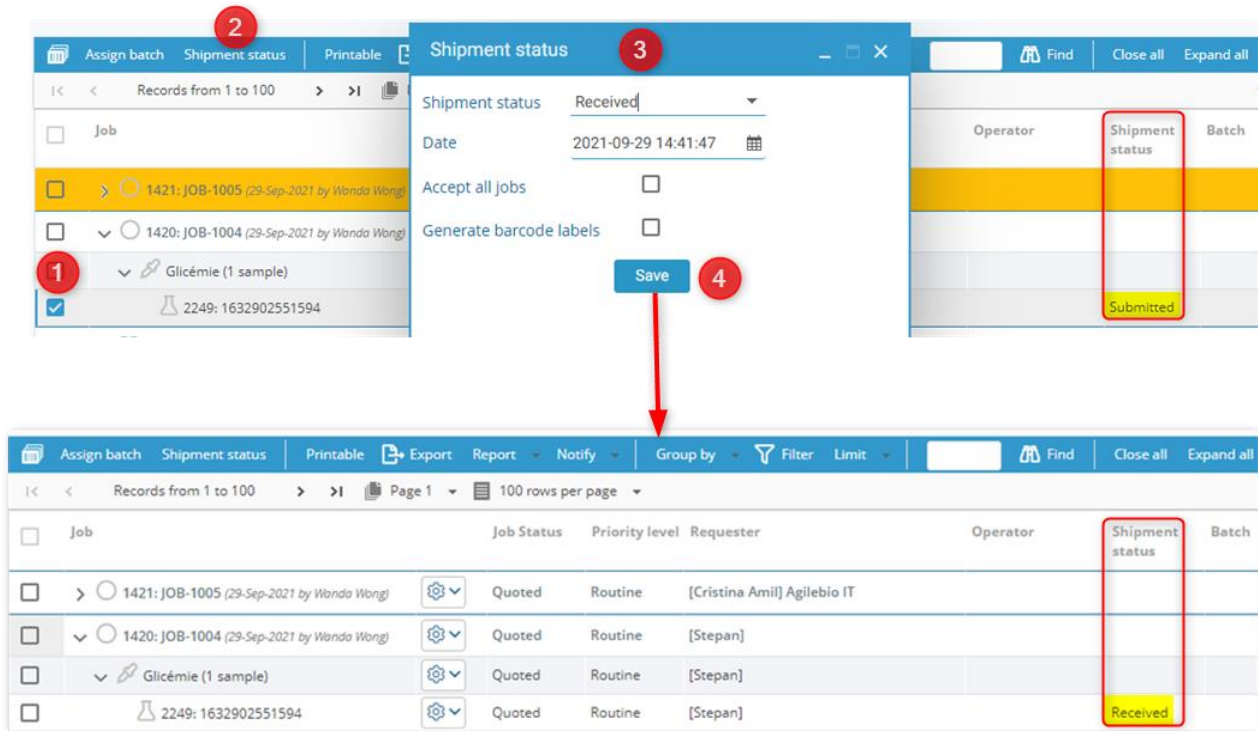 2
Assign batch Shipment status Printable
Shipment status 3
Find Close all Expand all
Records from 1 to 100
Shipment status Received
Date 2021-09-29 14:41:47
Accept all jobs
Generate barcode labels
Save 4
Job
Operator Shipment status Batch
1421: JOB-1005 (29-Sep-2021 by Wanda Wong)
1420: JOB-1004 (29-Sep-2021 by Wanda Wong)
1 Glicémie (1 sample)
2249: 1632902551594 Submitted
Assign batch Shipment status Printable Export Report Notify Group by Filter Limit Find Close all Expand all
Records from 1 to 100 Page 1 100 rows per page
Job Job Status Priority level Requester Operator Shipment status Batch
1421: JOB-1005 (29-Sep-2021 by Wanda Wong) Quoted Routine [Cristina Amil] Agilebio IT
1420: JOB-1004 (29-Sep-2021 by Wanda Wong) Quoted Routine [Stepan]
Glicémie (1 sample) Quoted Routine [Stepan]
2249: 1632902551594 Quoted Routine [Stepan] Received